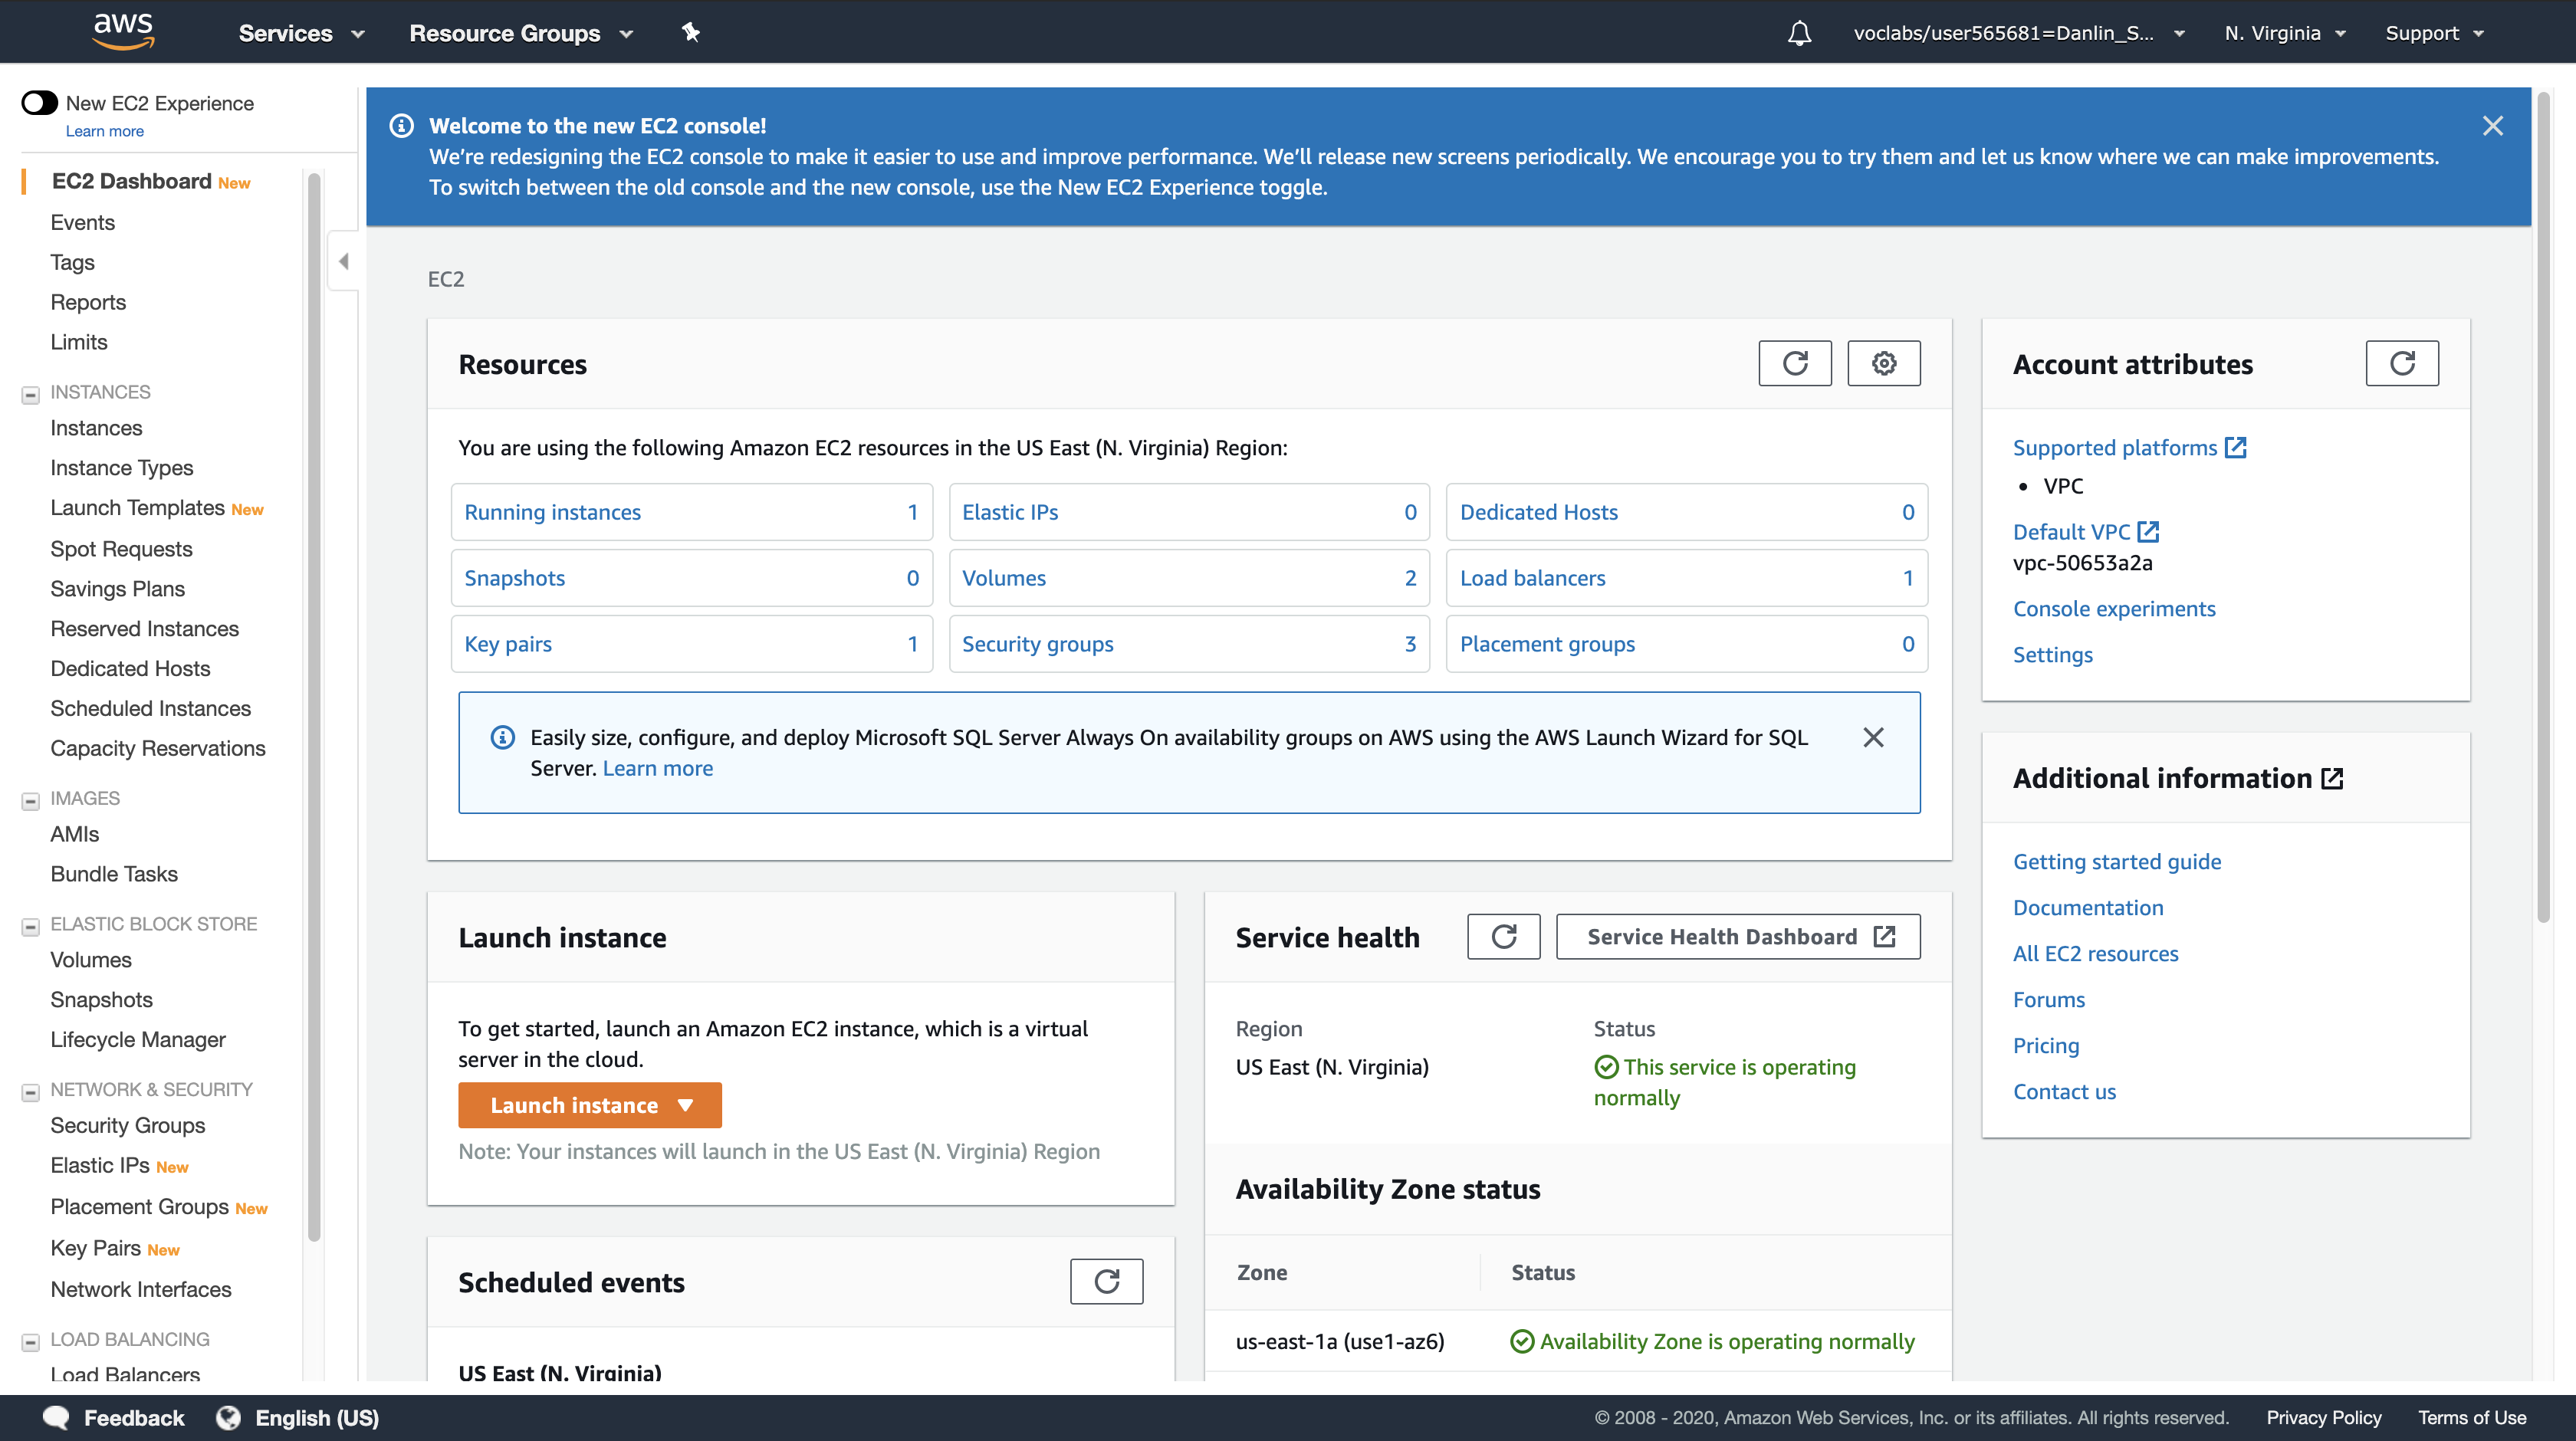 aws
Services
Resource Groups
voclabs/user565681=Danlin_S...
N. Virginia
Support
New EC2 Experience
Learn more
EC2 Dashboard New
Events
Tags
Reports
Limits
INSTANCES
Instances
Instance Types
Launch Templates New
Spot Requests
Savings Plans
Reserved Instances
Dedicated Hosts
Scheduled Instances
Capacity Reservations
IMAGES
AMIs
Bundle Tasks
ELASTIC BLOCK STORE
Volumes
Snapshots
Lifecycle Manager
NETWORK & SECURITY
Security Groups
Elastic IPs New
Placement Groups New
Key Pairs New
Network Interfaces
LOAD BALANCING
Load Balancers
Welcome to the new EC2 console!
We're redesigning the EC2 console to make it easier to use and improve performance. We'll release new screens periodically. We encourage you to try them and let us know where we can make improvements.
To switch between the old console and the new console, use the New EC2 Experience toggle.
EC2
Resources
You are using the following Amazon EC2 resources in the US East (N. Virginia) Region:
Running instances 1
Elastic IPs 0
Dedicated Hosts 0
Snapshots 0
Volumes 2
Load balancers 1
Key pairs 1
Security groups 3
Placement groups 0
Easily size, configure, and deploy Microsoft SQL Server Always On availability groups on AWS using the AWS Launch Wizard for SQL
Server. Learn more
Launch instance
To get started, launch an Amazon EC2 instance, which is a virtual
server in the cloud.
Launch instance
Note: Your instances will launch in the US East (N. Virginia) Region
Scheduled events
US East (N. Virginia)
Service health
Service Health Dashboard
Region
US East (N. Virginia)
Status
This service is operating
normally
Availability Zone status
Zone
Status
us-east-1a (use1-az6)
Availability Zone is operating normally
Account attributes
Supported platforms
• VPC
Default VPC
vpc-50653a2a
Console experiments
Settings
Additional information
Getting started guide
Documentation
All EC2 resources
Forums
Pricing
Contact us
Feedback
English (US)
© 2008 - 2020, Amazon Web Services, Inc. or its affiliates. All rights reserved.
Privacy Policy
Terms of Use